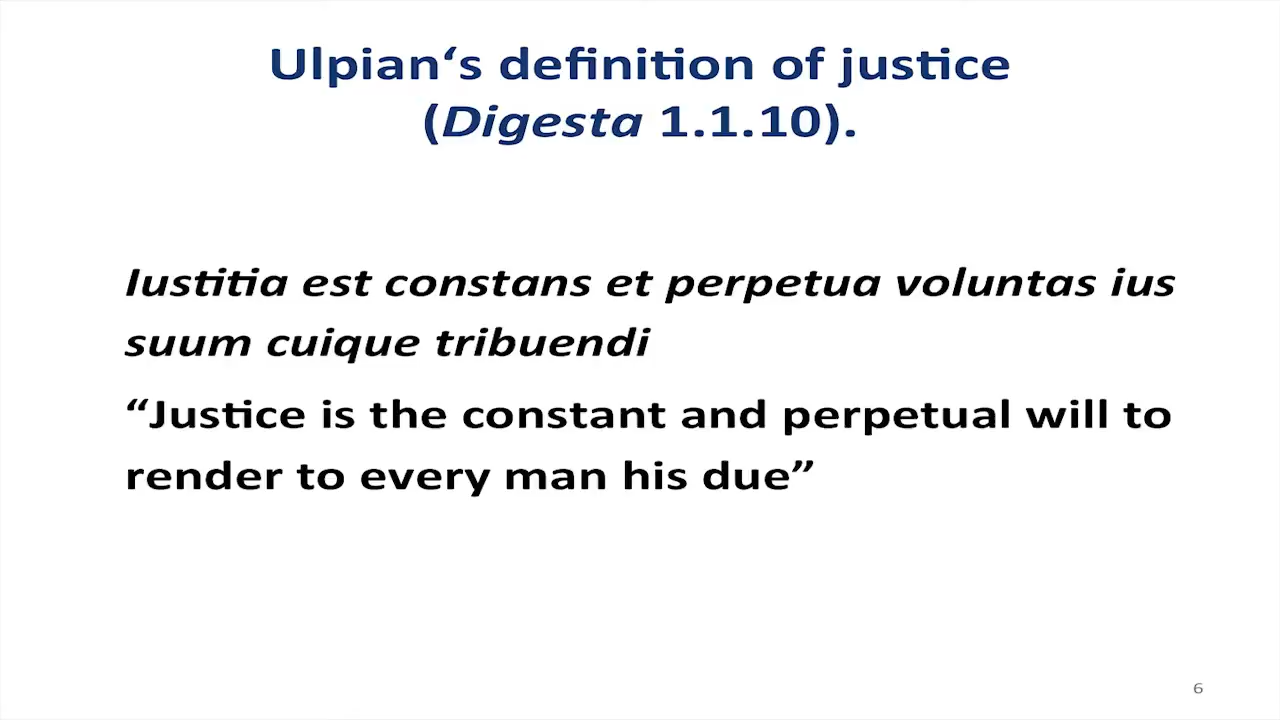 Ulpian‘s definition of justice
(Digesta 1.1.10).
Iustitia est constans et perpetua voluntas ius
suum cuique tribuendi
“Justice is the constant and perpetual will to
render to every man his due”
6